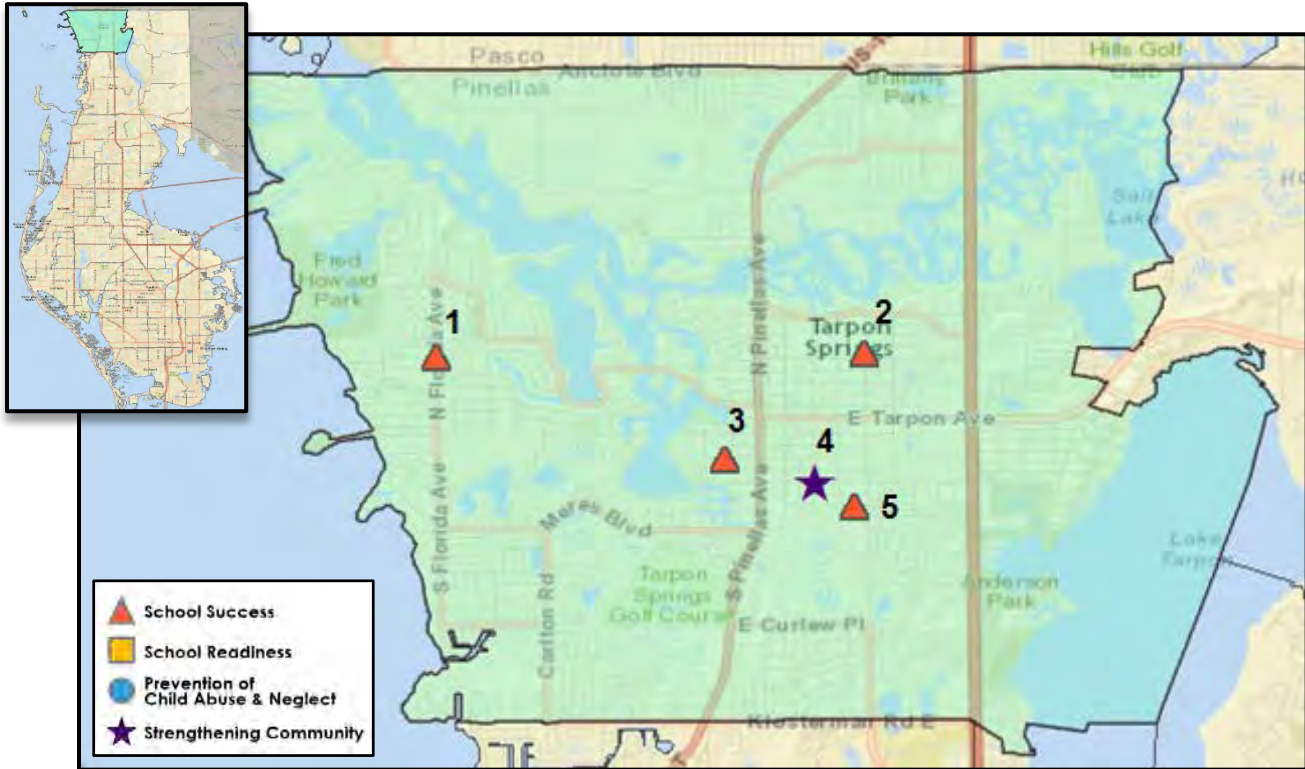 Pasco
Pinellas
Anclote Blvd
US-19
Brittany
Park
Hills Golf
Club
Salt
Lake
Fred
Howard
Park
N Florida Ave
1
N Pinellas Ave
2
Tarpon
Springs
E Tarpon Ave
3
4
5
S Florida Ave
Meres Blvd
S Pinellas Ave
Carlton Rd
Tarpon
Springs
Golf Course
E Curlew Pl
Anderson
Park
Lake
Tarpon
Klosterman Rd E
School Success
School Readiness
Prevention of
Child Abuse & Neglect
Strengthening Community